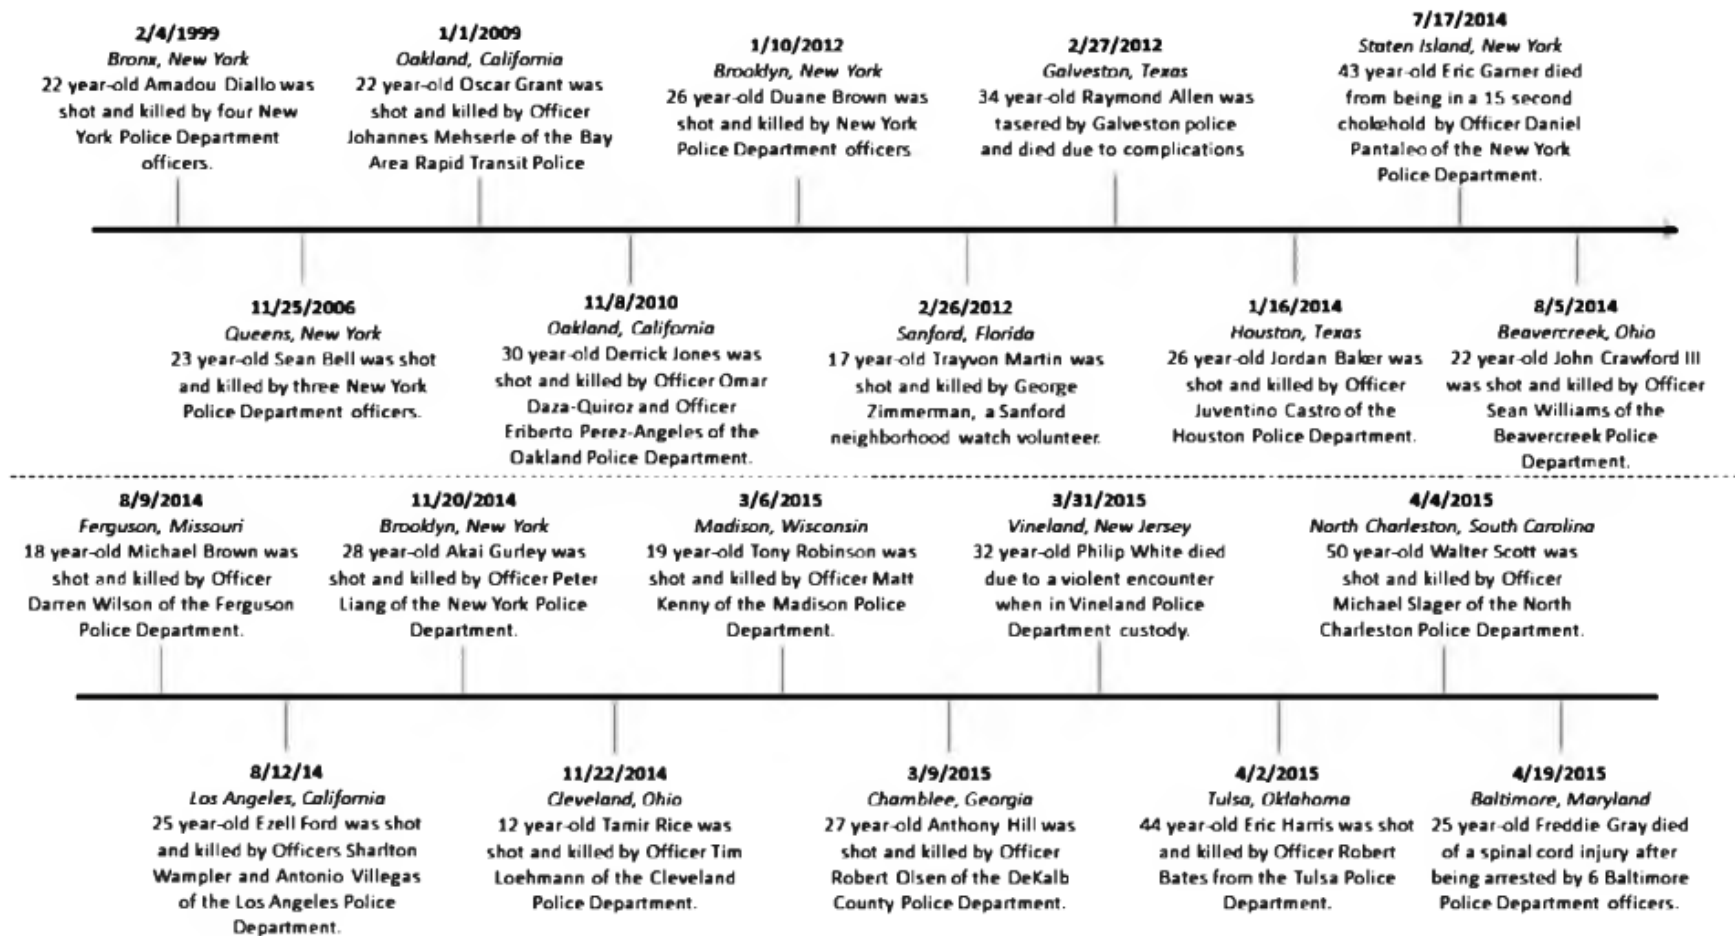 2/4/1999
Bronx, New York
22 year-old Amadou Diallo was
shot and killed by four New
York Police Department
officers.
11/25/2006
Queens, New York
23 year-old Sean Bell was shot
and killed by three New York
Police Department officers.
1/1/2009
Oakland, California
22 year-old Oscar Grant was
shot and killed by Officer
Johannes Mehserle of the Bay
Area Rapid Transit Police
11/8/2010
Oakland, California
30 year-old Derrick Jones was
shot and killed by Officer Omar
Daza-Quiroz and Officer
Eriberto Perez-Angeles of the
Oakland Police Department.
1/10/2012
Brooklyn, New York
26 year-old Duane Brown was
shot and killed by New York
Police Department officers
2/26/2012
Sanford, Florida
17 year-old Trayvon Martin was
shot and killed by George
Zimmerman, a Sanford
neighborhood watch volunteer.
2/27/2012
Galveston, Texas
34 year-old Raymond Allen was
tasered by Galveston police
and died due to complications
1/16/2014
Houston, Texas
26 year-old Jordan Baker was
shot and killed by Officer
Juventino Castro of the
Houston Police Department.
7/17/2014
Staten Island, New York
43 year-old Eric Garner died
from being in a 15 second
chokehold by Officer Daniel
Pantaleo of the New York
Police Department.
8/5/2014
Beavercreek, Ohio
22 year-old John Crawford III
was shot and killed by Officer
Sean Williams of the
Beavercreek Police
Department.
8/9/2014
Ferguson, Missouri
18 year-old Michael Brown was
shot and killed by Officer
Darren Wilson of the Ferguson
Police Department.
8/12/14
Los Angeles, California
25 year-old Ezell Ford was shot
and killed by Officers Sharlton
Wampler and Antonio Villegas
of the Los Angeles Police
Department.
11/20/2014
Brooklyn, New York
28 year-old Akai Gurley was
shot and killed by Officer Peter
Liang of the New York Police
Department.
11/22/2014
Cleveland, Ohio
12 year-old Tamir Rice was
shot and killed by Officer Tim
Loehmann of the Cleveland
Police Department.
3/6/2015
Madison, Wisconsin
19 year-old Tony Robinson was
shot and killed by Officer Matt
Kenny of the Madison Police
Department.
3/9/2015
Chamblee, Georgia
27 year-old Anthony Hill was
shot and killed by Officer
Robert Olsen of the DeKalb
County Police Department.
3/31/2015
Vineland, New Jersey
32 year-old Philip White died
due to a violent encounter
when in Vineland Police
Department custody.
4/2/2015
Tulsa, Oklahoma
44 year-old Eric Harris was shot
and killed by Officer Robert
Bates from the Tulsa Police
Department.
4/4/2015
North Charleston, South Carolina
50 year-old Walter Scott was
shot and killed by Officer
Michael Slager of the North
Charleston Police Department.
4/19/2015
Baltimore, Maryland
25 year-old Freddie Gray died
of a spinal cord injury after
being arrested by 6 Baltimore
Police Department officers.